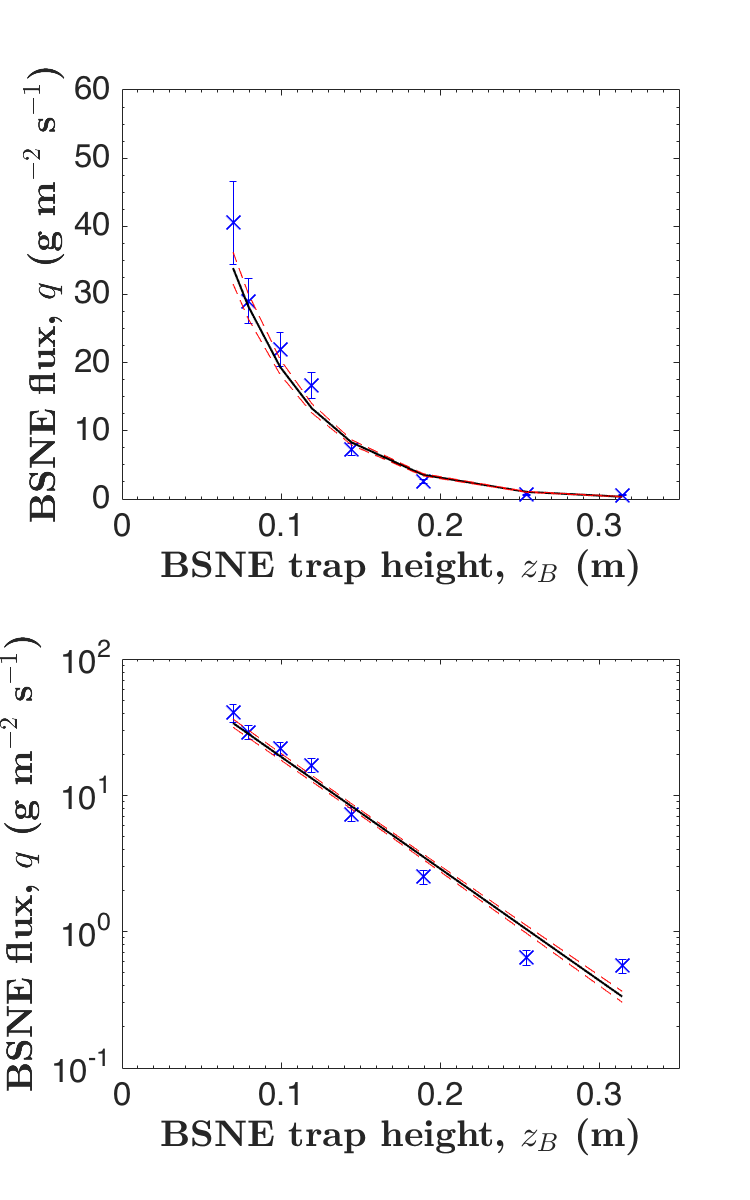 60
50
40
30
20
10
0
BSNE flux, q (g m⁻² s⁻¹)
0 0.1 0.2 0.3
BSNE trap height, z_B (m)
10²
10¹
10⁰
10⁻¹
BSNE flux, q (g m⁻² s⁻¹)
0 0.1 0.2 0.3
BSNE trap height, z_B (m)